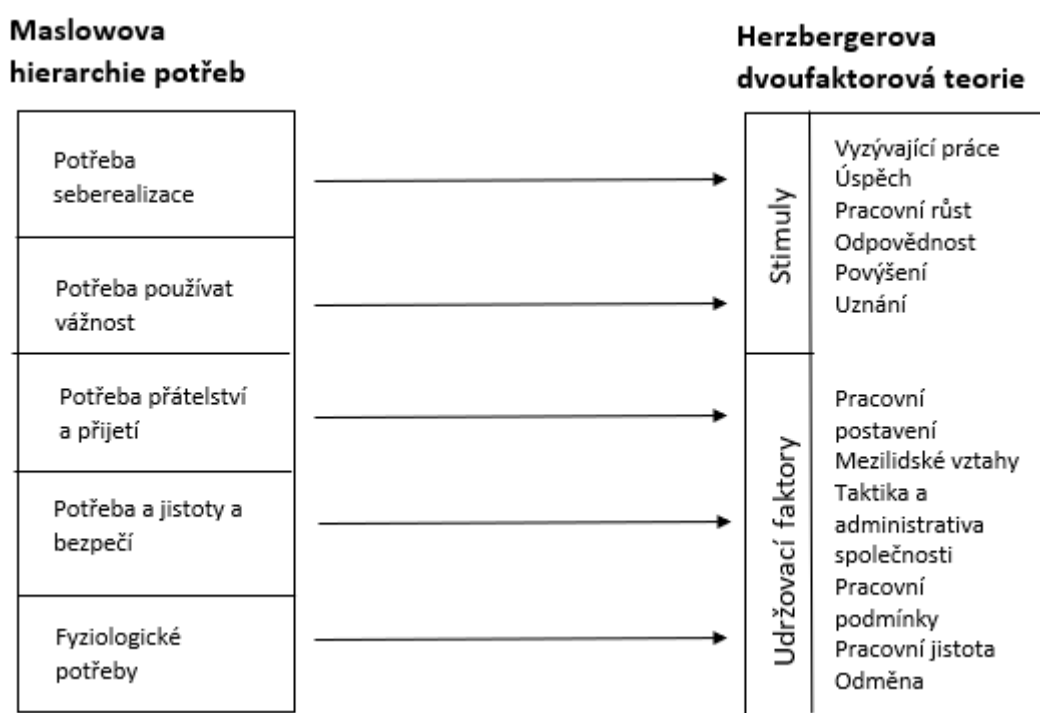 Maslowova
hierarchie potřeb
Herzbergerova
dvoufaktorová teorie
Potřeba
seberealizace
Potřeba používat
vážnost
Potřeba přátelství
a přijetí
Potřeba a jistoty a
bezpečí
Fyziologické
potřeby
Stimuly
Vyzývající práce
Úspěch
Pracovní růst
Odpovědnost
Povýšení
Uznání
Udržovací faktory
Pracovní
postavení
Mezilidské vztahy
Taktika a
administrativa
společnosti
Pracovní
podmínky
Pracovní jistota
Odměna